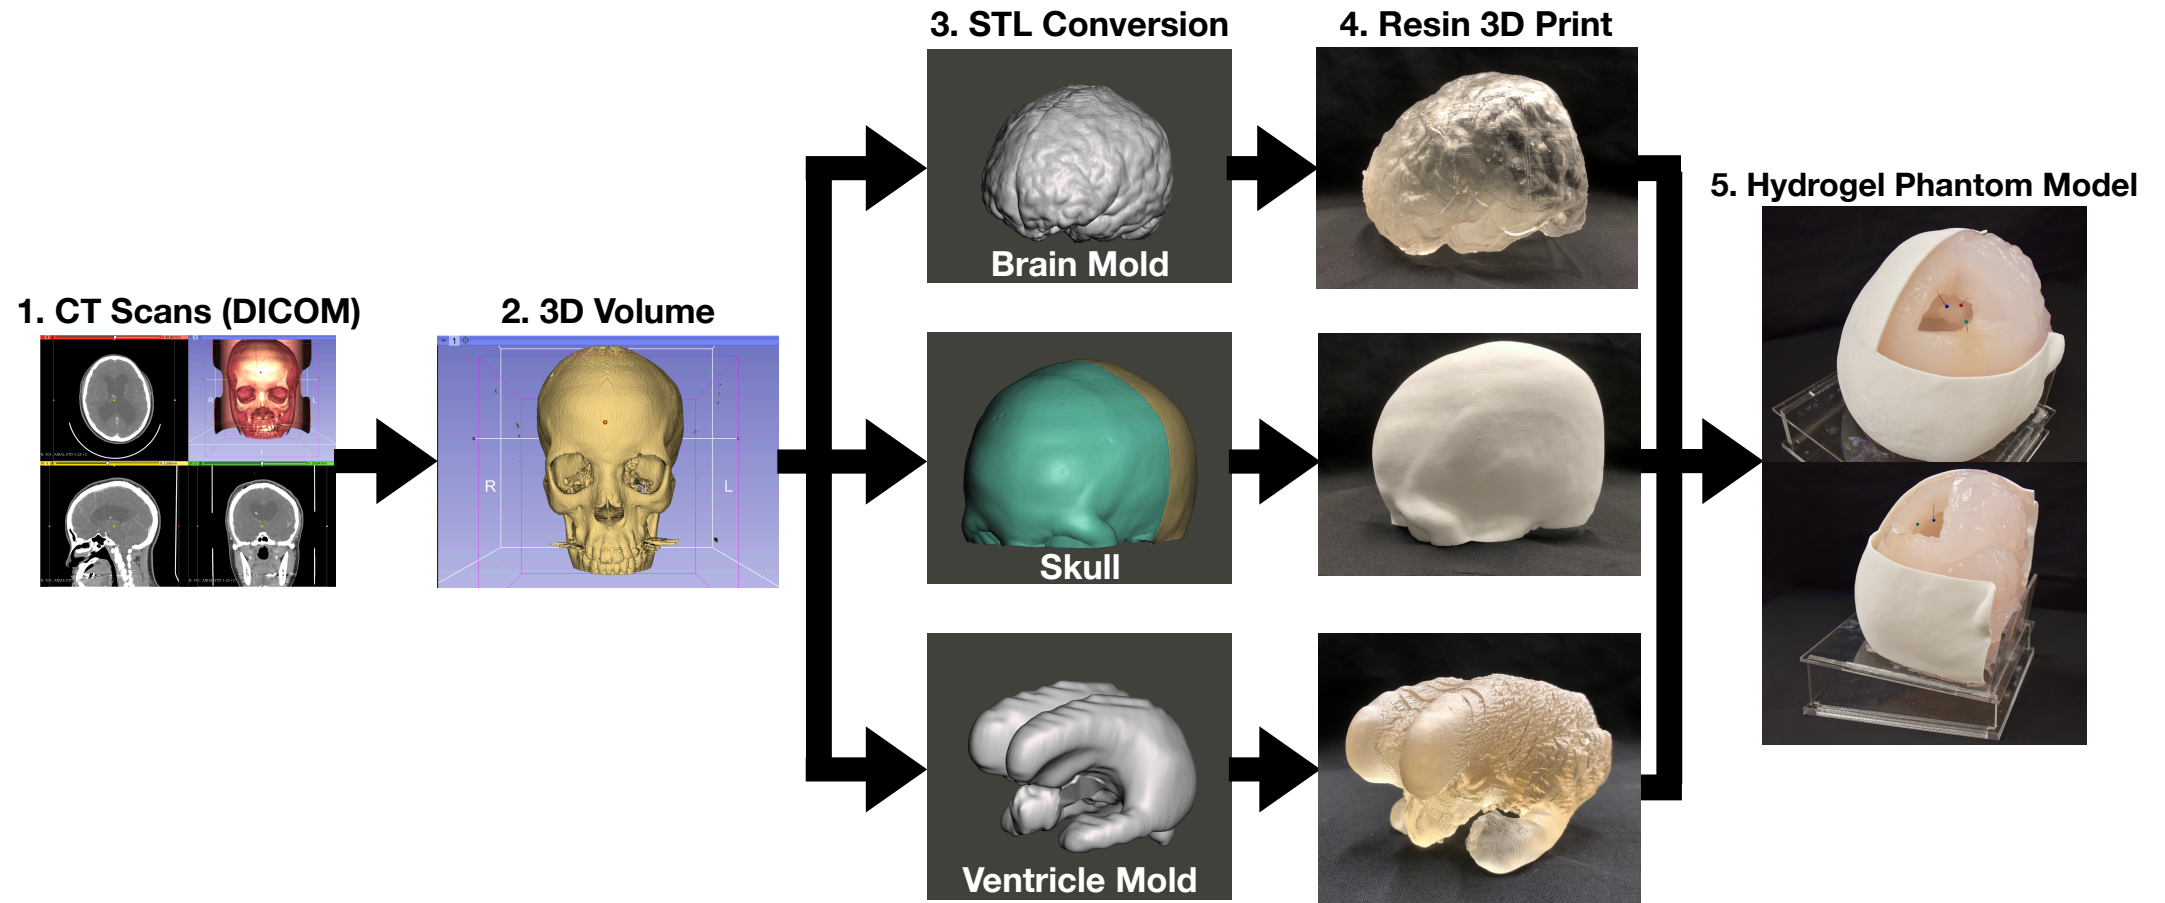 3. STL Conversion
4. Resin 3D Print
Brain Mold
5. Hydrogel Phantom Model
1. CT Scans (DICOM)
2. 3D Volume
1
R
L
R
L
Skull
Ventricle Mold